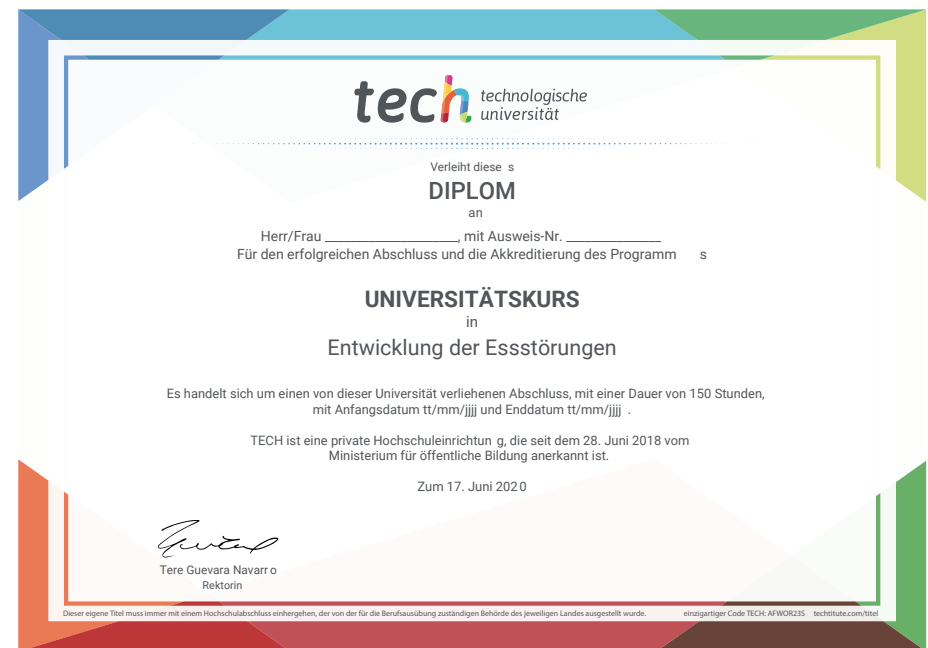 tech technologische
universität
Verleiht diese s
DIPLOM
an
Herr/Frau ____________________, mit Ausweis-Nr. ______________
Für den erfolgreichen Abschluss und die Akkreditierung des Programm s
UNIVERSITÄTSKURS
in
Entwicklung der Essstörungen
Es handelt sich um einen von dieser Universität verliehenen Abschluss, mit einer Dauer von 150 Stunden,
mit Anfangsdatum tt/mm/jjjj und Enddatum tt/mm/jjjj .
TECH ist eine private Hochschuleinrichtun g, die seit dem 28. Juni 2018 vom
Ministerium für öffentliche Bildung anerkannt ist.
Zum 17. Juni 2020
Tere Guevara Navarr o
Rektorin
Dieser eigene Titel muss immer mit einem Hochschulabschluss einhergehen, der von der für die Berufsausübung zuständigen Behörde des jeweiligen Landes ausgestellt wurde. einzigartiger Code TECH: AFWOR23S techtitute.com/titel